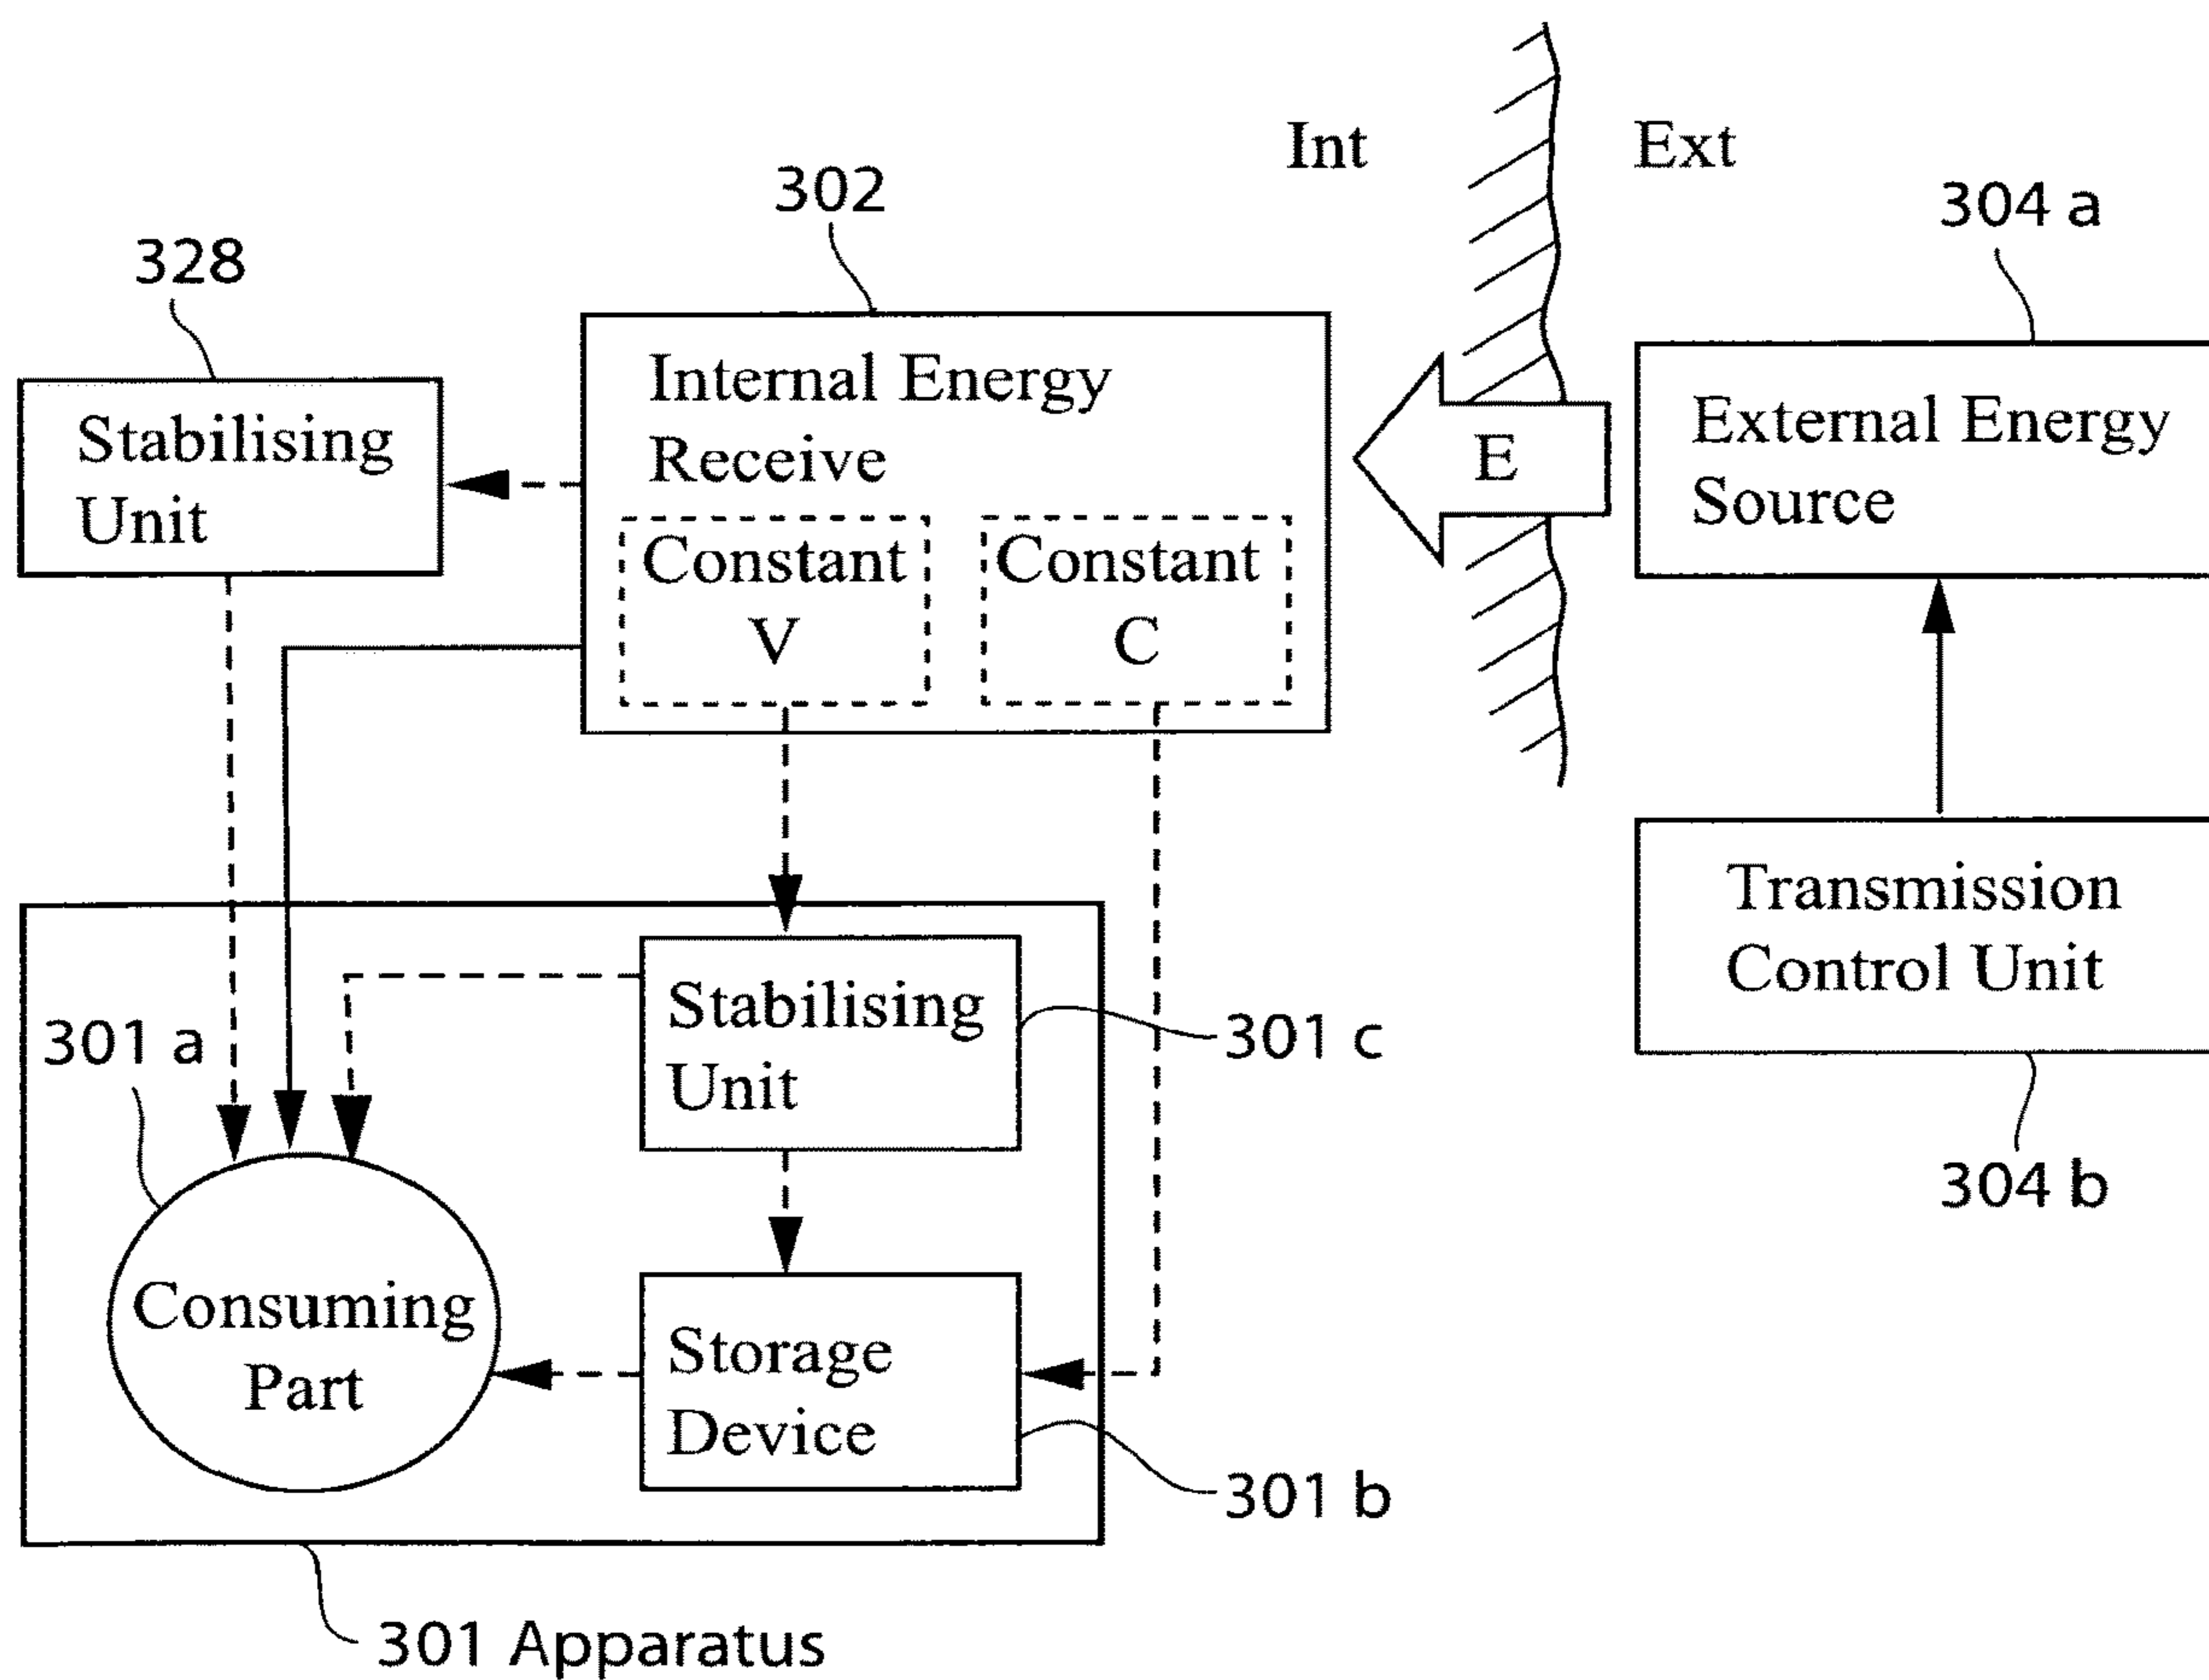 Int
Ext
302
304 a
328
Internal Energy
Receive
Stabilising
Unit
External Energy
Source
E
Constant
V
Constant
C
Transmission
Control Unit
Stabilising
Unit
301 a
301 c
304 b
Consuming
Part
Storage
Device
301 b
301 Apparatus